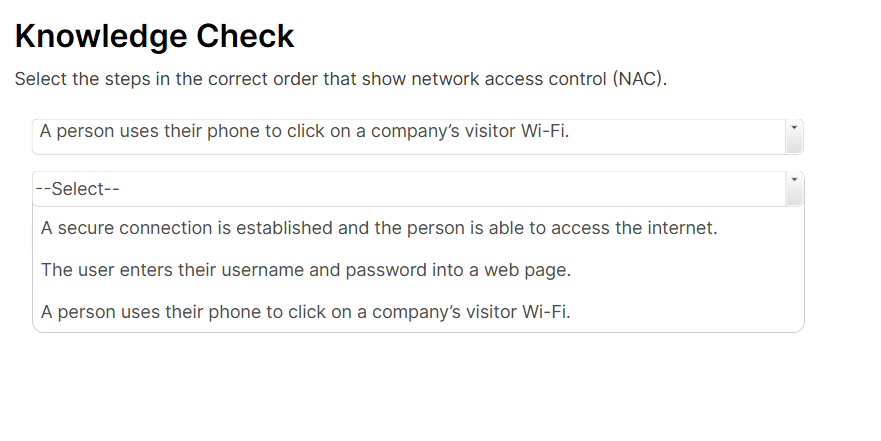 Knowledge Check
Select the steps in the correct order that show network access control (NAC).
A person uses their phone to click on a company’s visitor Wi-Fi.
--Select--
A secure connection is established and the person is able to access the internet.
The user enters their username and password into a web page.
A person uses their phone to click on a company’s visitor Wi-Fi.